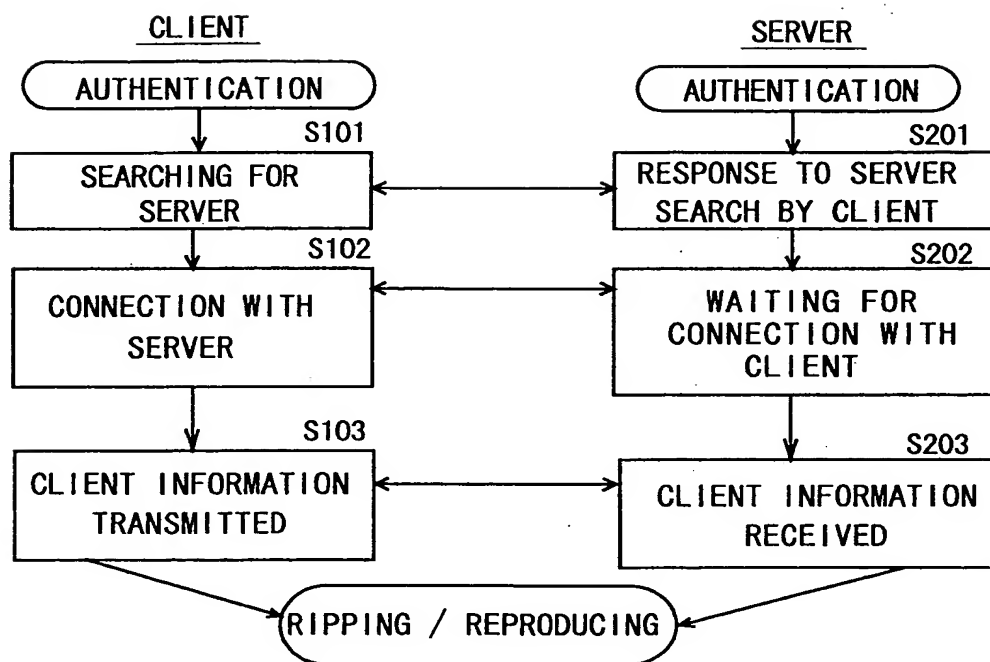 CLIENT
AUTHENTICATION
S101
SEARCHING FOR
SERVER
S102
CONNECTION WITH
SERVER
S103
CLIENT INFORMATION
TRANSMITTED
SERVER
AUTHENTICATION
S201
RESPONSE TO SERVER
SEARCH BY CLIENT
S202
WAITING FOR
CONNECTION WITH
CLIENT
S203
CLIENT INFORMATION
RECEIVED
RIPPING / REPRODUCING